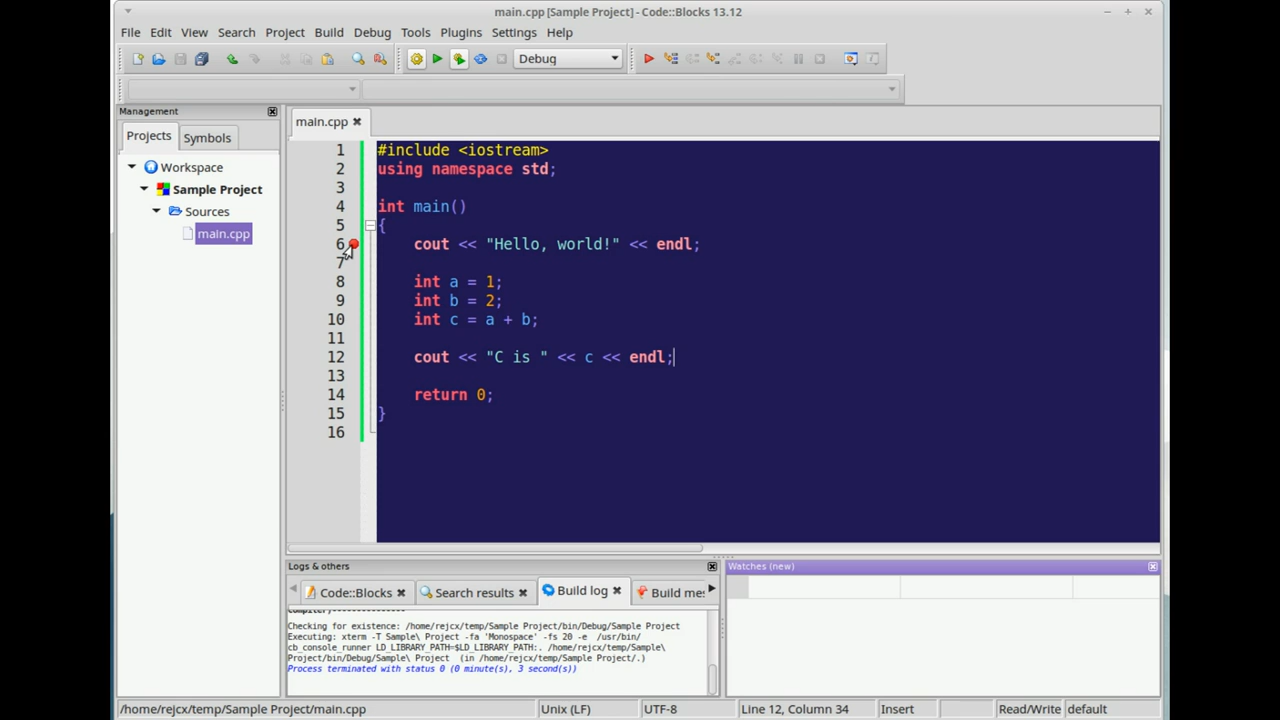 main.cpp [Sample Project] - Code::Blocks 13.12
File Edit View Search Project Build Debug Tools Plugins Settings Help
Debug
Management
Projects Symbols
Workspace
Sample Project
Sources
main.cpp
main.cpp
1 #include <iostream>
2 using namespace std;
3
4 int main()
5 {
6 cout << "Hello, world!" << endl;
7
8 int a = 1;
9 int b = 2;
10 int c = a + b;
11
12 cout << "C is " << c << endl;
13
14 return 0;
15 }
16
Logs & others
Code::Blocks Search results Build log Build mes
Compiler)---------------
Checking for existence: /home/rejcx/temp/Sample Project/bin/Debug/Sample Project
Executing: xterm -T Sample\ Project -fa 'Monospace' -fs 20 -e  /usr/bin/
cb_console_runner LD_LIBRARY_PATH=$LD_LIBRARY_PATH:. /home/rejcx/temp/Sample\
Project/bin/Debug/Sample\ Project  (in /home/rejcx/temp/Sample Project/.)
Process terminated with status 0 (0 minute(s), 3 second(s))
Watches (new)
/home/rejcx/temp/Sample Project/main.cpp Unix (LF) UTF-8 Line 12, Column 34 Insert Read/Write default